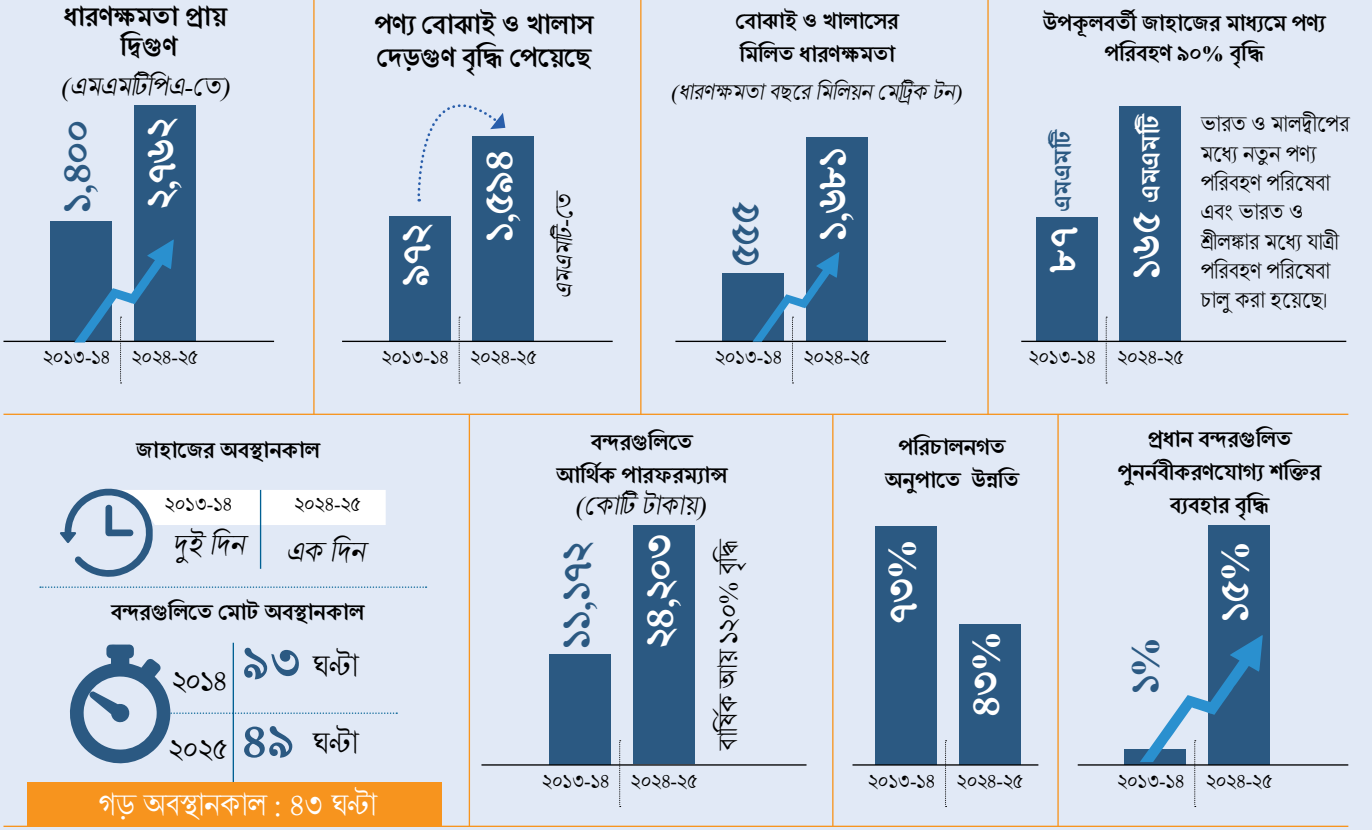 ধারণক্ষমতা প্রায়
দ্বিগুণ
(এমএমটিপিএ-তে)
১,৪০০
২,৭৬২
২০১৩-১৪
২০২৪-২৫
পণ্য বোঝাই ও খালাস
দেড়গুণ বৃদ্ধি পেয়েছে
৯৭২
১,৫৯৪
এমএমটি-তে
২০১৩-১৪
২০২৪-২৫
বোঝাই ও খালাসের
মিলিত ধারণক্ষমতা
(ধারণক্ষমতা বছরে মিলিয়ন মেট্রিক টন)
৫৫৫
১,৬৮১
২০১৩-১৪
২০২৪-২৫
উপকূলবর্তী জাহাজের মাধ্যমে পণ্য
পরিবহণ ৯০% বৃদ্ধি
৮৭ এমএমটি
১৬৫ এমএমটি
২০১৩-১৪
২০২৪-২৫
ভারত ও মালদ্বীপের
মধ্যে নতুন পণ্য
পরিবহণ পরিষেবা
এবং ভারত ও
শ্রীলঙ্কার মধ্যে যাত্রী
পরিবহণ পরিষেবা
চালু করা হয়েছে।
জাহাজের অবস্থানকাল
২০১৩-১৪
২০২৪-২৫
দুই দিন
এক দিন
বন্দরগুলিতে মোট অবস্থানকাল
২০১৪ ৯৩ ঘণ্টা
২০২৫ ৪৯ ঘণ্টা
গড় অবস্থানকাল : ৪৩ ঘণ্টা
বন্দরগুলিতে
আর্থিক পারফরম্যান্স
(কোটি টাকায়)
১১,১৭২
২৪,২০৩
বার্ষিক আয় ১২০% বৃদ্ধি
২০১৩-১৪
২০২৪-২৫
পরিচালনগত
অনুপাতে উন্নতি
৭৩%
৪৩%
২০১৩-১৪
২০২৪-২৫
প্রধান বন্দরগুলিত
পুনর্নবীকরণযোগ্য শক্তির
ব্যবহার বৃদ্ধি
১%
১৫%
২০১৩-১৪
২০২৪-২৫